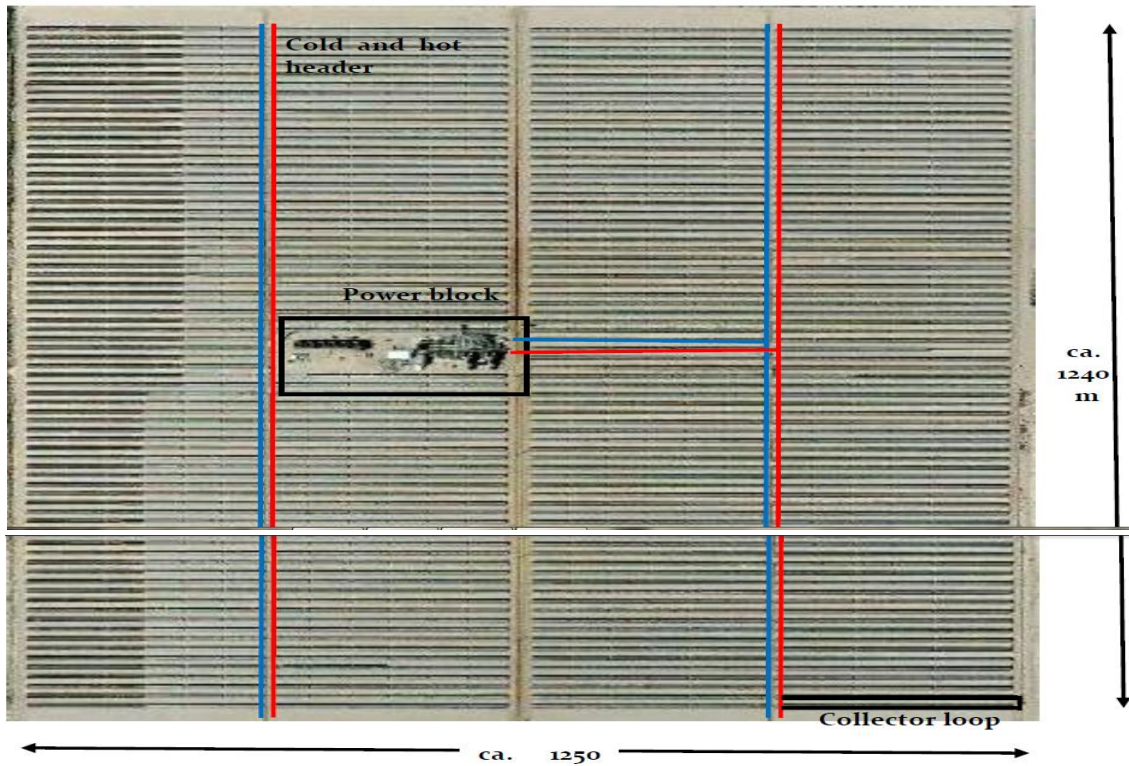 Cold and hot
header
Power block
ca.
1240
m
Collector loop
ca. 1250